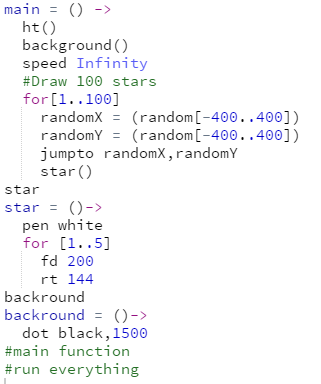 main = () ->
ht()
background()
speed Infinity
#Draw 100 stars
for[1..100]
randomX = (random[-400..400])
randomY = (random[-400..400])
jumpto randomX,randomY
star()
star
star = ()->
pen white
for [1..5]
fd 200
rt 144
backround
backround = ()->
dot black,1500
#main function
#run everything